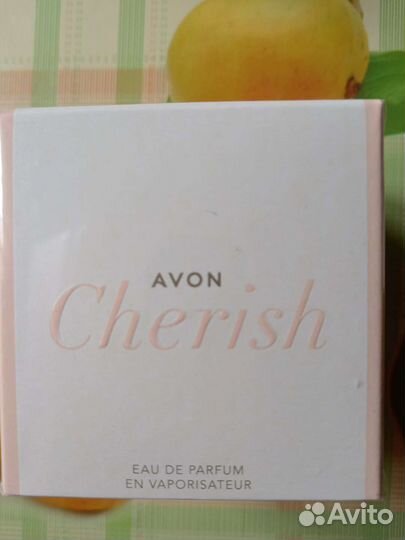 AVON
Cherish
EAU DE PARFUM
EN VAPORISATEUR
Avito